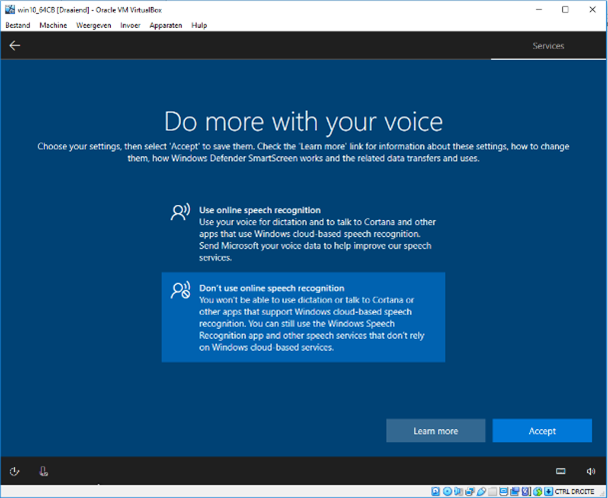 win10_64CB [Draaiend] - Oracle VM VirtualBox
Bestand Machine Weergeven Invoer Apparaten Hulp
Services
Do more with your voice
Choose your settings, then select 'Accept' to save them. Check the 'Learn more' link for information about these settings, how to change
them, how Windows Defender SmartScreen works and the related data transfers and uses.
Use online speech recognition
Use your voice for dictation and to talk to Cortana and other
apps that use Windows cloud-based speech recognition.
Send Microsoft your voice data to help improve our speech
services.
Don't use online speech recognition
You won't be able to use dictation or talk to Cortana or
other apps that support Windows cloud-based speech
recognition. You can still use the Windows Speech
Recognition app and other speech services that don't rely
on Windows cloud-based services.
Learn more
Accept
CTRL DROITE